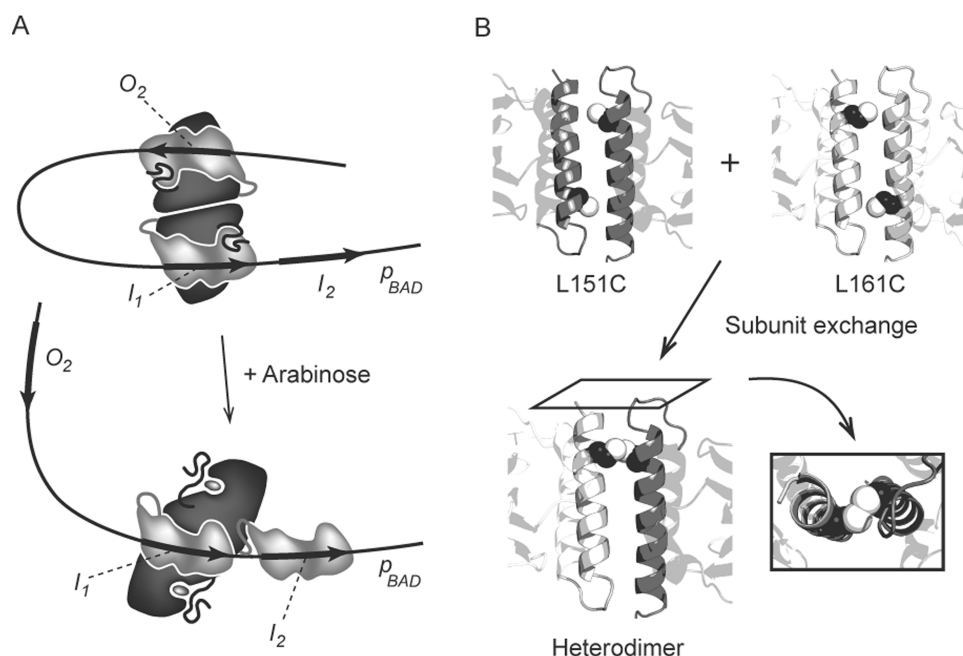 A
B
O2
I1
I2
pBAD
L151C
+
L161C
Subunit exchange
O2
+ Arabinose
I1
I2
pBAD
Heterodimer